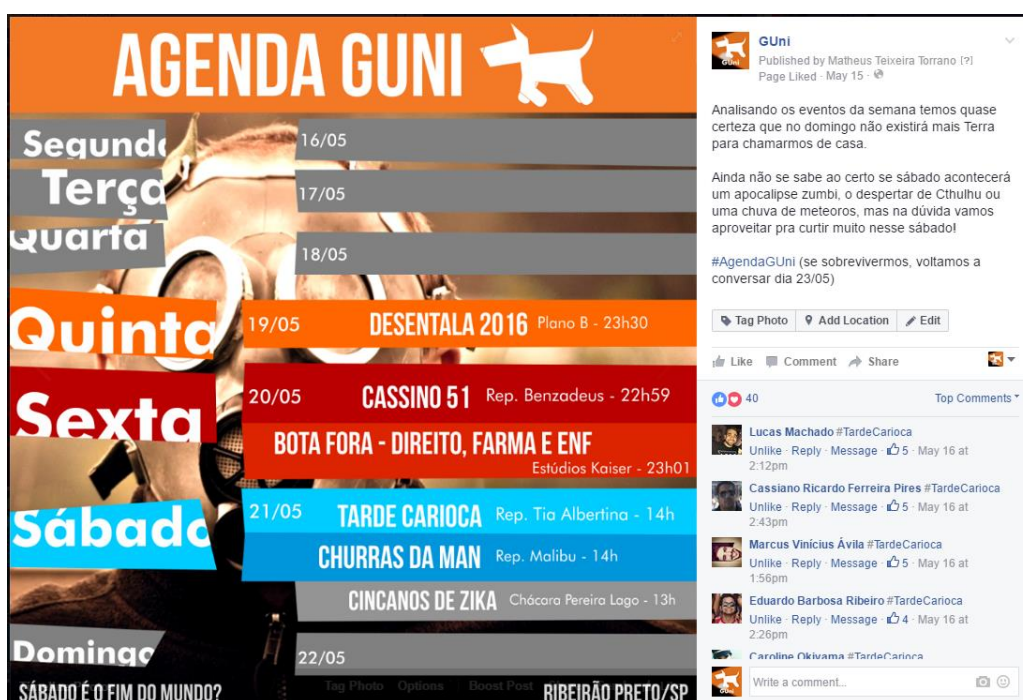 AGENDA GUNI
Segunda 16/05
Terça 17/05
Quarta 18/05
Quinta 19/05 DESENTALA 2016 Plano B - 23h30
Sexta 20/05 CASSINO 51 Rep. Benzadeus - 22h59
BOTA FORA - DIREITO, FARMA E ENF
Estúdios Kaiser - 23h01
Sábado 21/05 TARDE CARIOCA Rep. Tia Albertina - 14h
CHURRAS DA MAN Rep. Malibu - 14h
CINCANOS DE ZIKA Chácara Pereira Lago - 13h
Domingo 22/05
SÁBADO É O FIM DO MUNDO?
Tag Photo Options Boost Post
RIBEIRÃO PRETO/SP
GUni
GUni
Published by Matheus Teixeira Torrano [?]
Page Liked · May 15 ·
Analisando os eventos da semana temos quase
certeza que no domingo não existirá mais Terra
para chamarmos de casa.
Ainda não se sabe ao certo se sábado acontecerá
um apocalipse zumbi, o despertar de Cthulhu ou
uma chuva de meteoros, mas na dúvida vamos
aproveitar pra curtir muito nesse sábado!
#AgendaGUni (se sobrevivermos, voltamos a
conversar dia 23/05)
Tag Photo Add Location Edit
Like Comment Share
40 Top Comments
Lucas Machado #TardeCarioca
Unlike · Reply · Message · 5 · May 16 at
2:12pm
Cassiano Ricardo Ferreira Pires #TardeCarioca
Unlike · Reply · Message · 5 · May 16 at
2:43pm
Marcus Vinícius Ávila #TardeCarioca
Unlike · Reply · Message · 5 · May 16 at
1:56pm
Eduardo Barbosa Ribeiro #TardeCarioca
Unlike · Reply · Message · 4 · May 16 at
2:26pm
Caroline Okiyama #TardeCarioca
Write a comment...